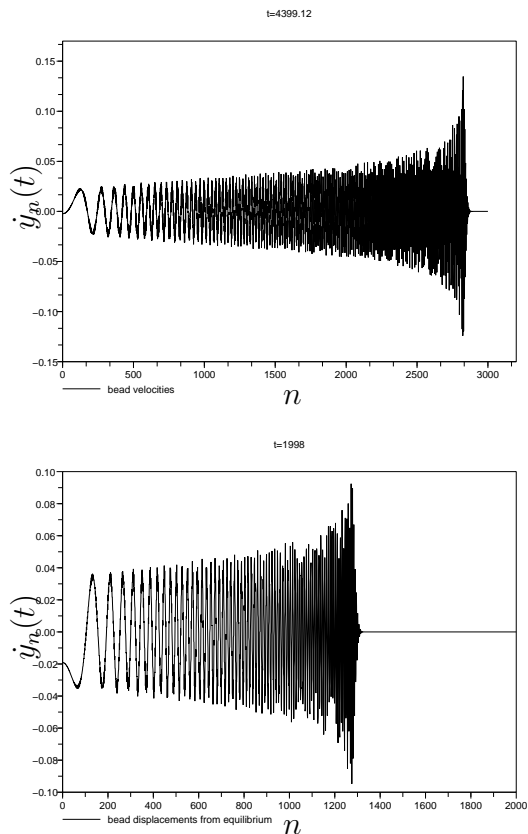 t=4399.12
0.15
0.10
0.05
0.00
−0.05
−0.10
−0.15
ẏₙ(t)
0 500 1000 1500 2000 2500 3000
bead velocities
n
t=1998
0.10
0.08
0.06
0.04
0.02
0.00
−0.02
−0.04
−0.06
−0.08
−0.10
ẏₙ(t)
0 200 400 600 800 1000 1200 1400 1600 1800 2000
bead displacements from equilibrium
n